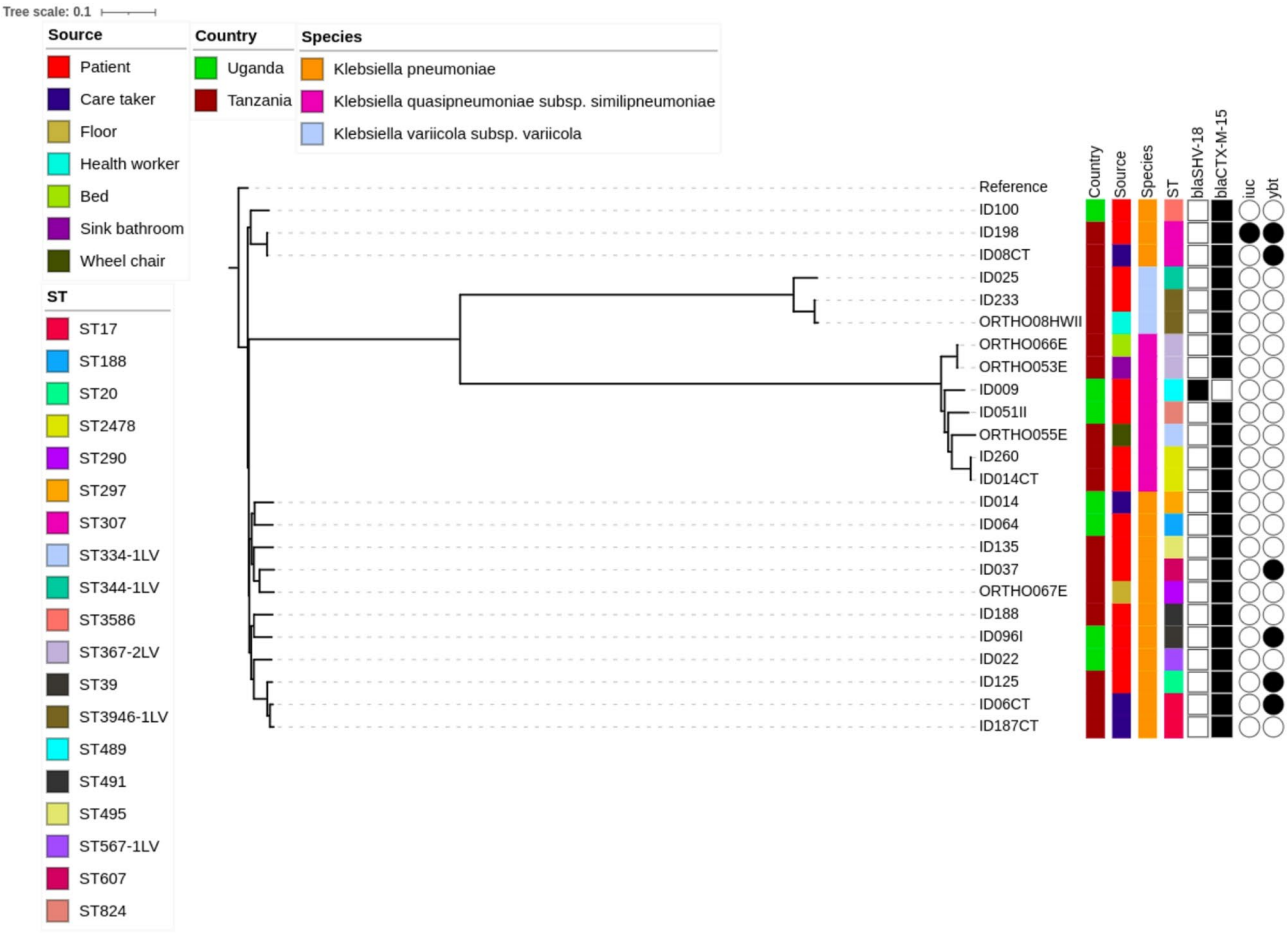 Tree scale: 0.1
Source
Patient
Care taker
Floor
Health worker
Bed
Sink bathroom
Wheel chair
Country
Uganda
Tanzania
Species
Klebsiella pneumoniae
Klebsiella quasipneumoniae subsp. similipneumoniae
Klebsiella variicola subsp. variicola
ST
ST17
ST188
ST20
ST2478
ST290
ST297
ST307
ST334-1LV
ST344-1LV
ST3586
ST367-2LV
ST39
ST3946-1LV
ST489
ST491
ST495
ST567-1LV
ST607
ST824
Country
Source
Species
ST
blaSHV-18
blaCTX-M-15
iuc
ybt
Reference
ID100
ID198
ID08CT
ID025
ID233
ORTHO08HWII
ORTHO066E
ORTHO053E
ID009
ID051II
ORTHO055E
ID260
ID014CT
ID014
ID064
ID135
ID037
ORTHO067E
ID188
ID096I
ID022
ID125
ID06CT
ID187CT